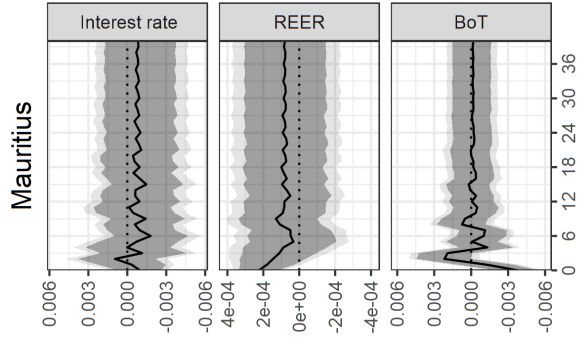 Interest rate
REER
BoT
Mauritius
36
30
24
18
12
6
0
0.006
0.003
0.000
-0.003
-0.006
4e-04
2e-04
0e+00
-2e-04
-4e-04
0.006
0.003
0.000
-0.003
-0.006